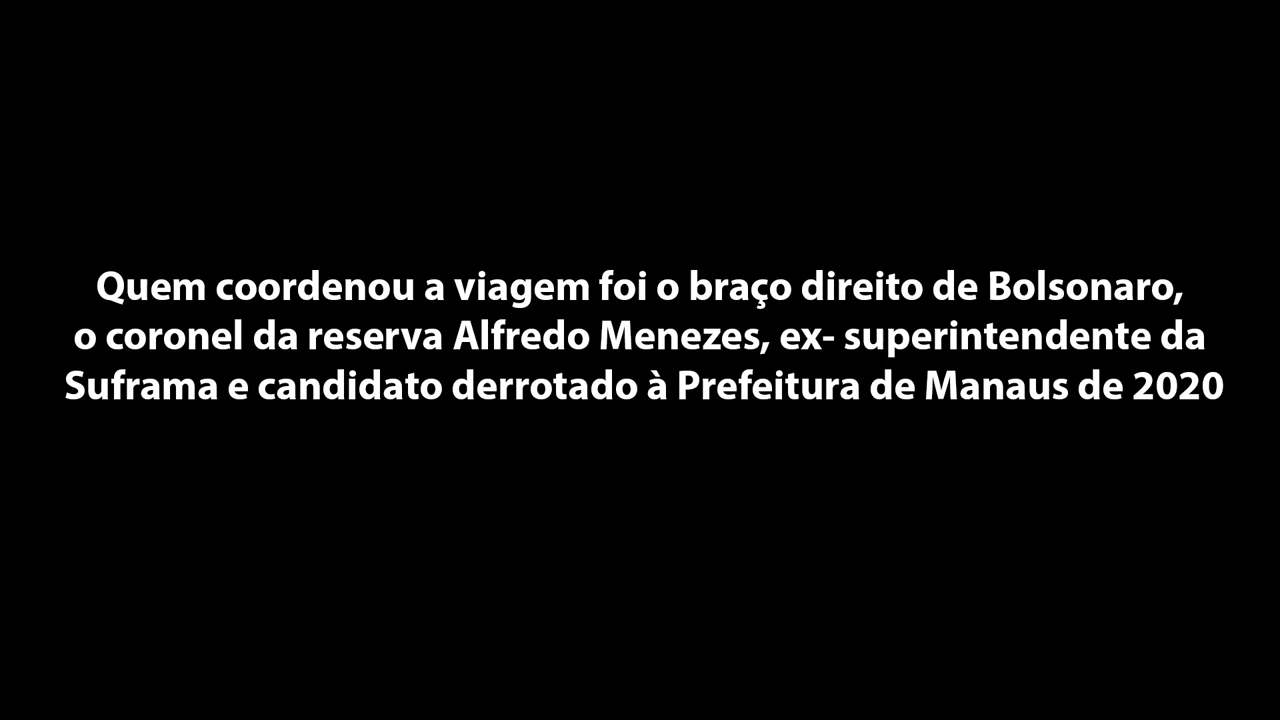 Quem coordenou a viagem foi o braço direito de Bolsonaro,
o coronel da reserva Alfredo Menezes, ex- superintendente da
Suframa e candidato derrotado à Prefeitura de Manaus de 2020